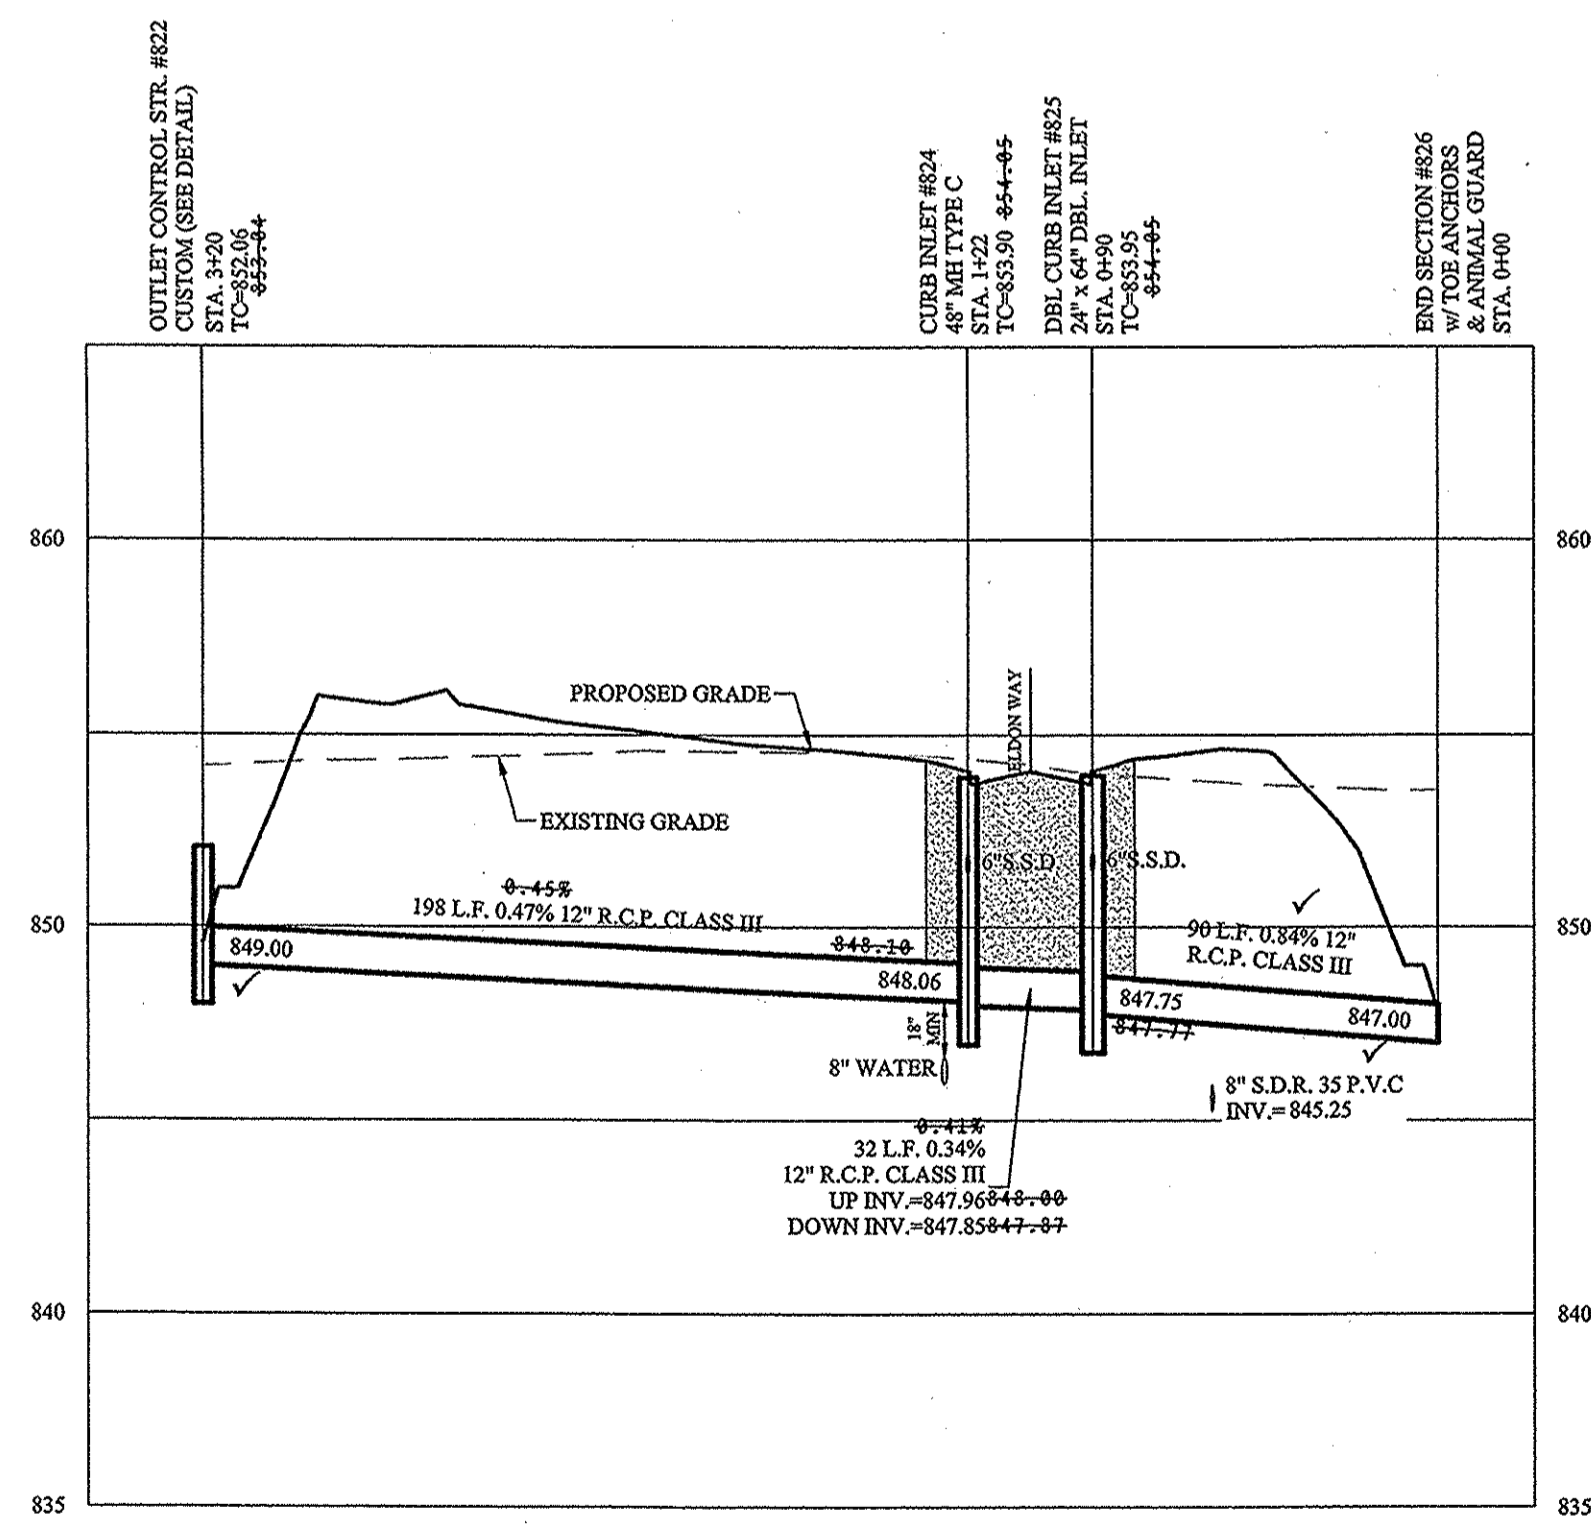 OUTLET CONTROL STR. #822
CUSTOM (SEE DETAIL)
STA. 3+20
TC=852.06
853.04
CURB INLET #824
48" MH TYPE C
STA. 1+22
TC=853.90 854.05
DBL CURB INLET #825
24" x 64" DBL. INLET
STA. 0+90
TC=853.95
854.05
END SECTION #826
w/ TOE ANCHORS
& ANIMAL GUARD
STA. 0+00
860
860
PROPOSED GRADE
ELDON WAY
EXISTING GRADE
6"S.S.D.
6"S.S.D.
0.45%
198 L.F. 0.47% 12" R.C.P. CLASS III
850
850
90 L.F. 0.84% 12"
R.C.P. CLASS III
849.00
848.10
848.06
847.75
847.77
847.00
18"
MIN
8" WATER
8" S.D.R. 35 P.V.C
INV.= 845.25
0.41%
32 L.F. 0.34%
12" R.C.P. CLASS III
UP INV.=847.96 848.00
DOWN INV.=847.85 847.87
840
840
835
835